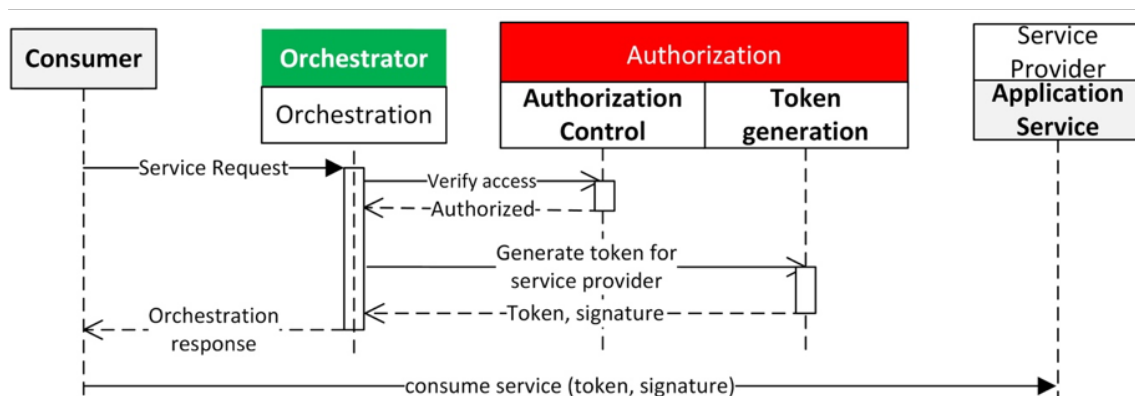 Consumer
Orchestrator
Orchestration
Authorization
Authorization
Control
Token
generation
Service
Provider
Application
Service
Service Request
Verify access
Authorized
Generate token for
service provider
Token, signature
Orchestration
response
consume service (token, signature)